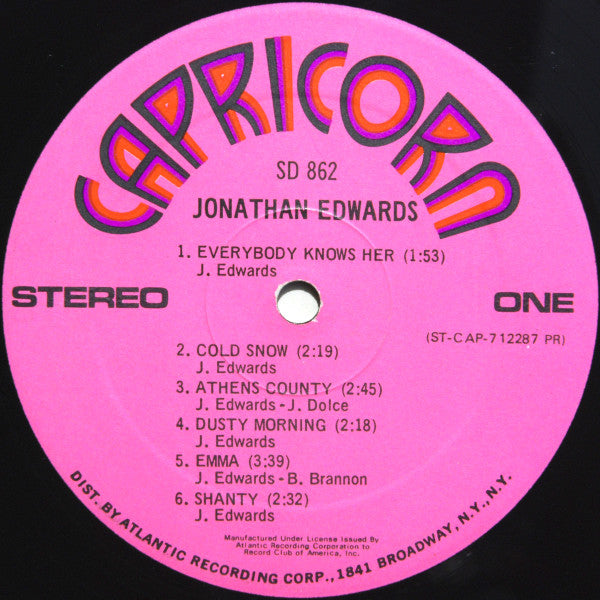 CAPRICORN
SD 862
JONATHAN EDWARDS
1. EVERYBODY KNOWS HER (1:53)
J. Edwards
STEREO
ONE
(ST-CAP-712287 PR)
2. COLD SNOW (2:19)
J. Edwards
3. ATHENS COUNTY (2:45)
J. Edwards - J. Dolce
4. DUSTY MORNING (2:18)
J. Edwards
5. EMMA (3:39)
J. Edwards - B. Brannon
6. SHANTY (2:32)
J. Edwards
Manufactured Under License Issued By
Atlantic Recording Corporation to
Record Club of America, Inc.
DIST. BY ATLANTIC RECORDING CORP., 1841 BROADWAY, N.Y., N.Y.